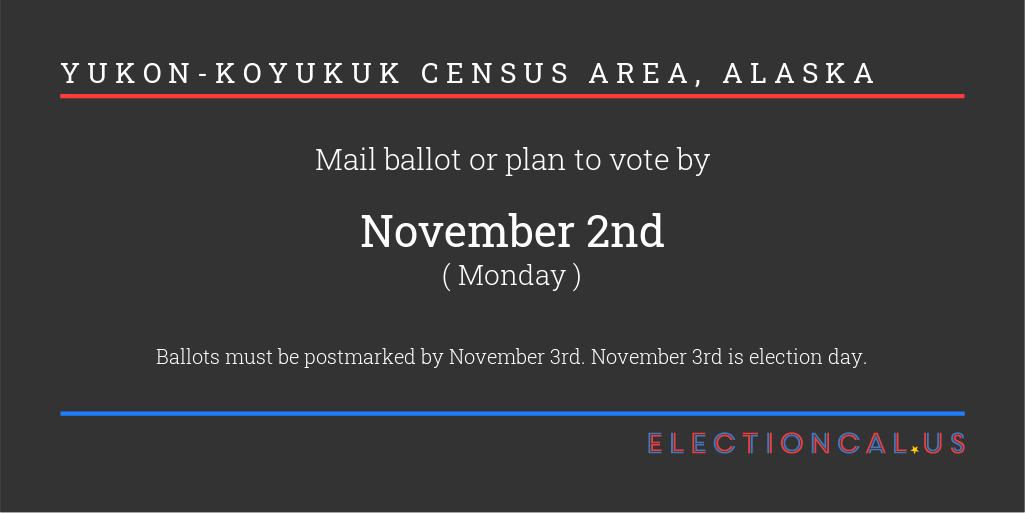 YUKON-KOYUKUK CENSUS AREA, ALASKA
Mail ballot or plan to vote by
November 2nd
( Monday )
Ballots must be postmarked by November 3rd. November 3rd is election day.
ELECTIONCAL.US